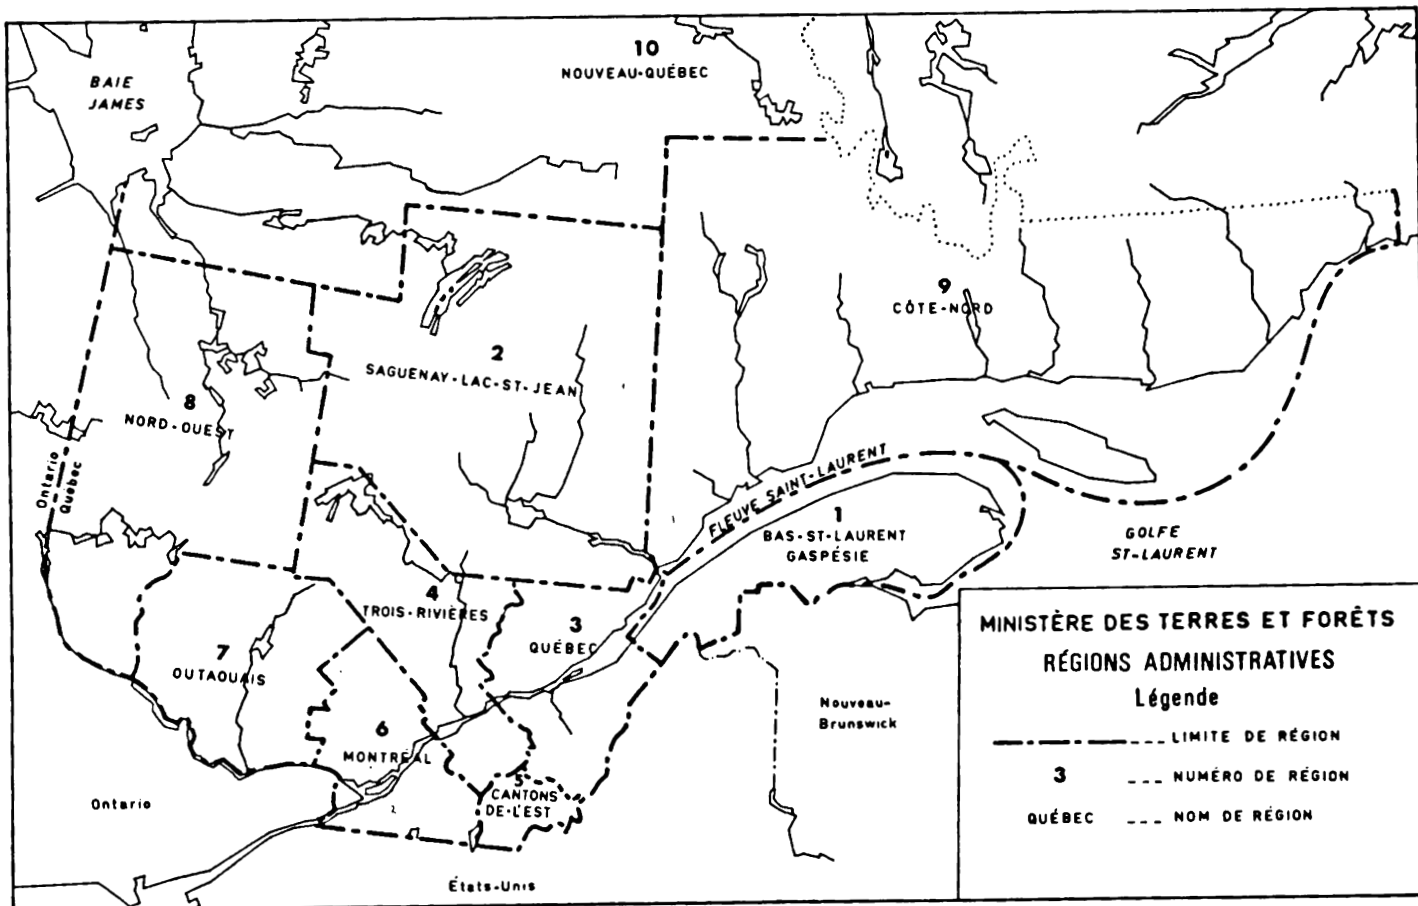 BAIE
JAMES
10
NOUVEAU-QUÉBEC
9
CÔTE-NORD
2
SAGUENAY-LAC-ST-JEAN
8
NORD-OUEST
Ontario
Québec
FLEUVE SAINT-LAURENT
1
BAS-ST-LAURENT
GASPÉSIE
GOLFE
ST-LAURENT
4
TROIS-RIVIÈRES
3
QUÉBEC
7
OUTAOUAIS
6
MONTRÉAL
5
CANTONS
DE-L'EST
Nouveau-
Brunswick
Ontario
États-Unis
MINISTÈRE DES TERRES ET FORÊTS
RÉGIONS ADMINISTRATIVES
Légende
LIMITE DE RÉGION
3 --- NUMÉRO DE RÉGION
QUÉBEC --- NOM DE RÉGION